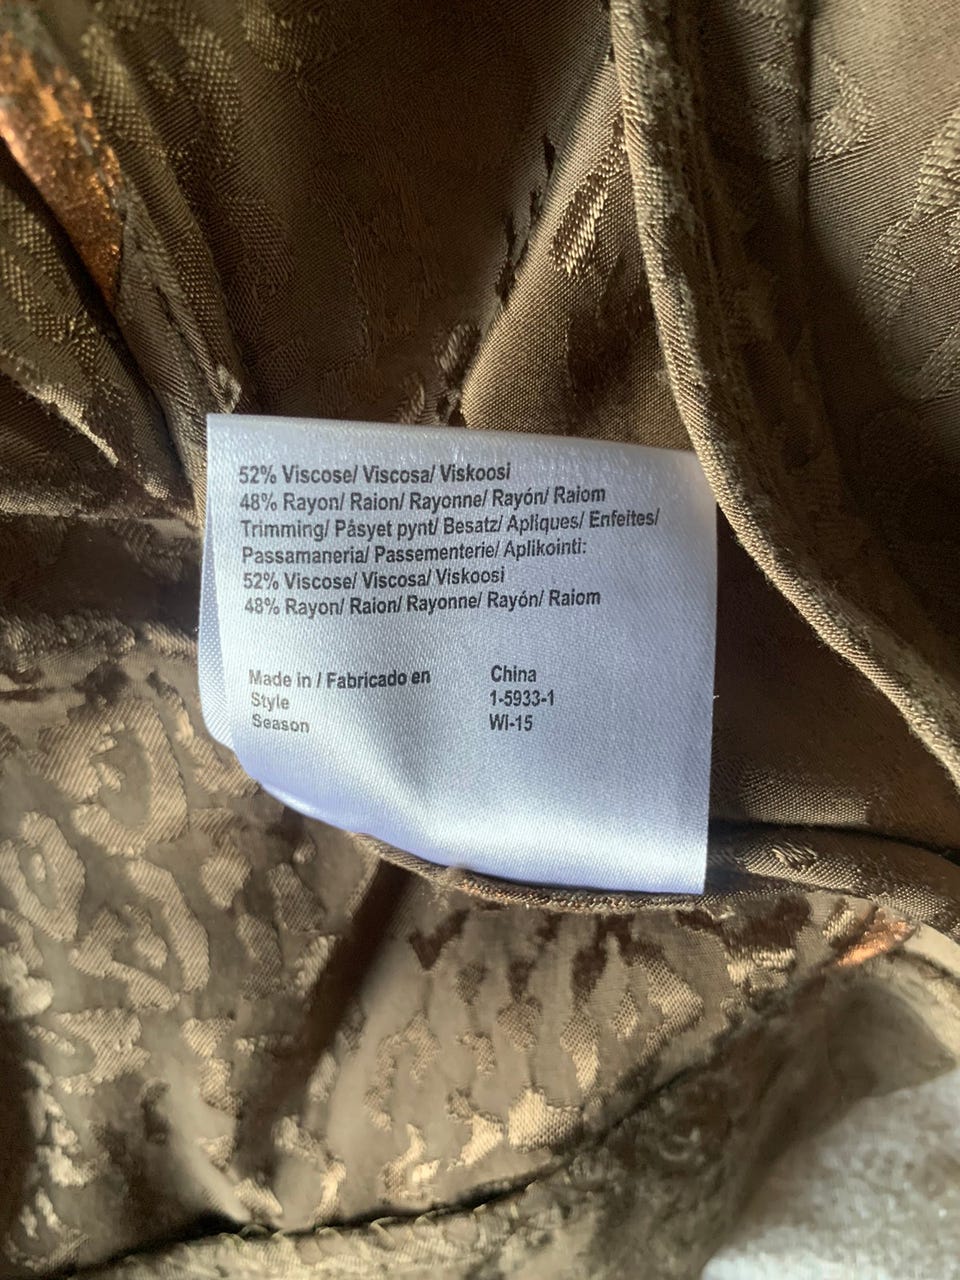 52% Viscose/ Viscosa/ Viskoosi
48% Rayon/ Raion/ Rayonne/ Rayón/ Raiom
Trimming/ Påsyet pynt/ Besatz/ Apliques/ Enfeites/
Passamaneria/ Passementerie/ Aplikointi:
52% Viscose/ Viscosa/ Viskoosi
48% Rayon/ Raion/ Rayonne/ Rayón/ Raiom
Made in / Fabricado en China
Style 1-5933-1
Season WI-15